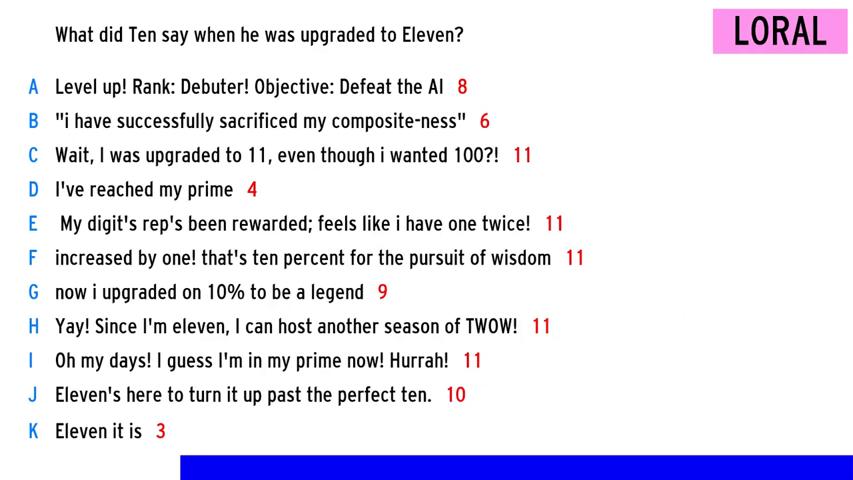 What did Ten say when he was upgraded to Eleven?
LORAL
A Level up! Rank: Debuter! Objective: Defeat the AI 8
B "i have successfully sacrificed my composite-ness" 6
C Wait, I was upgraded to 11, even though i wanted 100?! 11
D I've reached my prime 4
E My digit's rep's been rewarded; feels like i have one twice! 11
F increased by one! that's ten percent for the pursuit of wisdom 11
G now i upgraded on 10% to be a legend 9
H Yay! Since I'm eleven, I can host another season of TWOW! 11
I Oh my days! I guess I'm in my prime now! Hurrah! 11
J Eleven's here to turn it up past the perfect ten. 10
K Eleven it is 3